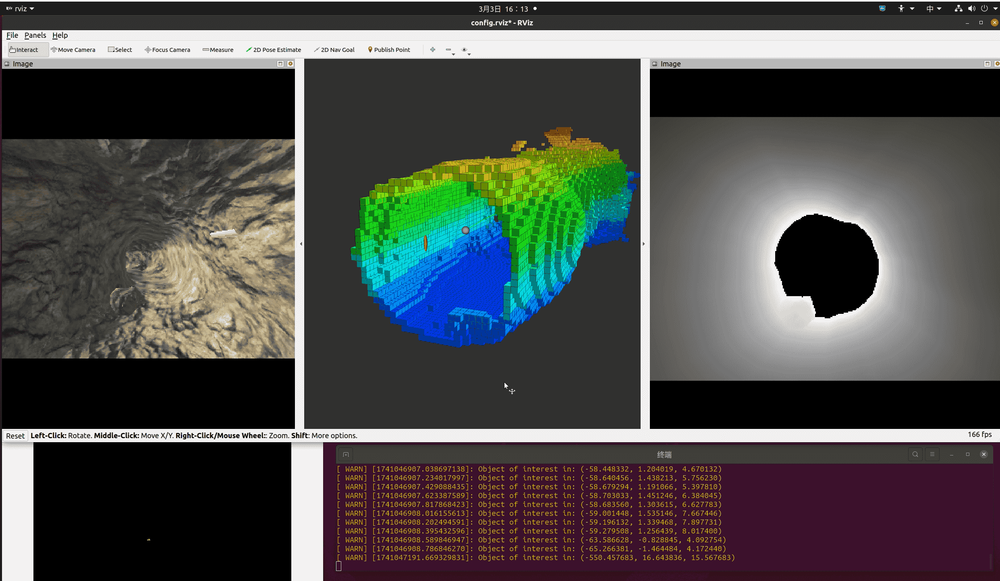 rviz
3月3日 16：13
中
config.rviz* - RViz
File Panels Help
Interact Move Camera Select Focus Camera Measure 2D Pose Estimate 2D Nav Goal Publish Point
Image
Image
Reset Left-Click: Rotate. Middle-Click: Move X/Y. Right-Click/Mouse Wheel:: Zoom. Shift: More options.
166 fps
终端
[ WARN] [1741046907.038697138]: Object of interest in: (-58.448332, 1.204019, 4.670132)
[ WARN] [1741046907.234017997]: Object of interest in: (-58.640456, 1.438213, 5.756230)
[ WARN] [1741046907.429088435]: Object of interest in: (-58.679294, 1.191066, 5.397810)
[ WARN] [1741046907.623387589]: Object of interest in: (-58.703033, 1.451246, 6.384045)
[ WARN] [1741046907.817868423]: Object of interest in: (-58.683560, 1.303615, 6.627783)
[ WARN] [1741046908.016155613]: Object of interest in: (-59.001448, 1.535146, 7.667446)
[ WARN] [1741046908.202494591]: Object of interest in: (-59.196132, 1.339468, 7.897731)
[ WARN] [1741046908.395432596]: Object of interest in: (-59.279508, 1.256439, 8.017400)
[ WARN] [1741046908.589846947]: Object of interest in: (-63.586628, -0.828845, 4.092754)
[ WARN] [1741046908.786846270]: Object of interest in: (-65.266381, -1.464484, 4.172440)
[ WARN] [1741047191.669329831]: Object of interest in: (-550.457683, 16.643836, 15.567683)